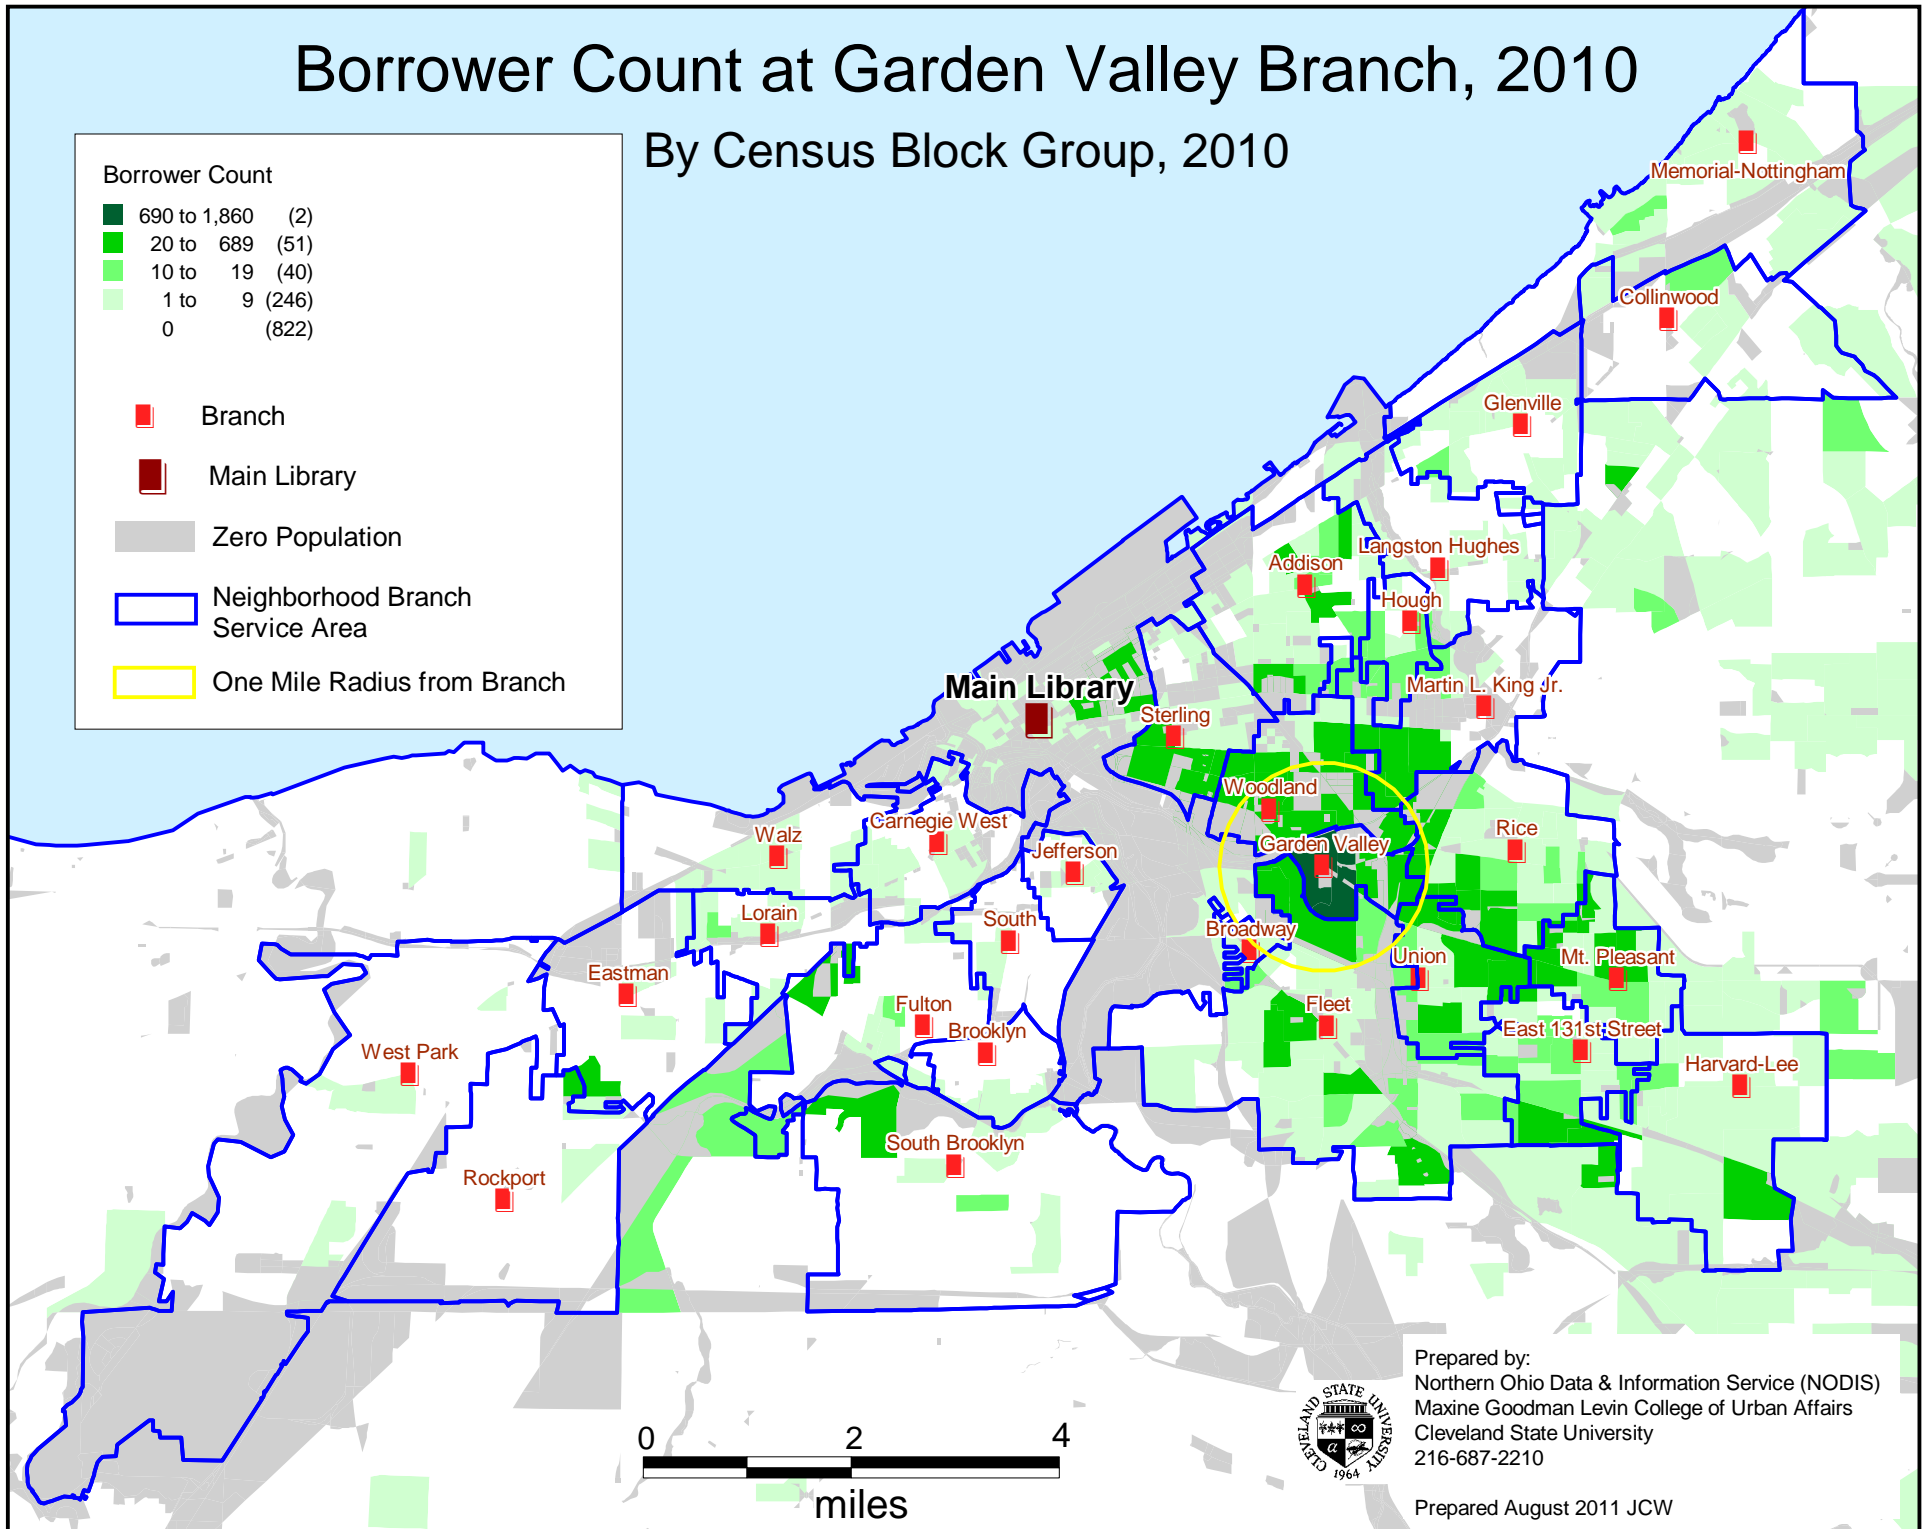 Borrower Count at Garden Valley Branch, 2010
By Census Block Group, 2010
Borrower Count
690 to 1,860 (2)
20 to 689 (51)
10 to 19 (40)
1 to 9 (246)
0 (822)
Branch
Main Library
Zero Population
Neighborhood Branch
Service Area
One Mile Radius from Branch
Memorial-Nottingham
Collinwood
Glenville
Langston Hughes
Addison
Hough
Martin L. King Jr.
Main Library
Sterling
Woodland
Carnegie West
Walz
Rice
Garden Valley
Jefferson
Lorain
South
Broadway
Union
Mt. Pleasant
Eastman
Fulton
Fleet
Brooklyn
East 131st Street
West Park
Harvard-Lee
South Brooklyn
Rockport
0 2 4
miles
CLEVELAND STATE UNIVERSITY
1964
Prepared by:
Northern Ohio Data & Information Service (NODIS)
Maxine Goodman Levin College of Urban Affairs
Cleveland State University
216-687-2210
Prepared August 2011 JCW